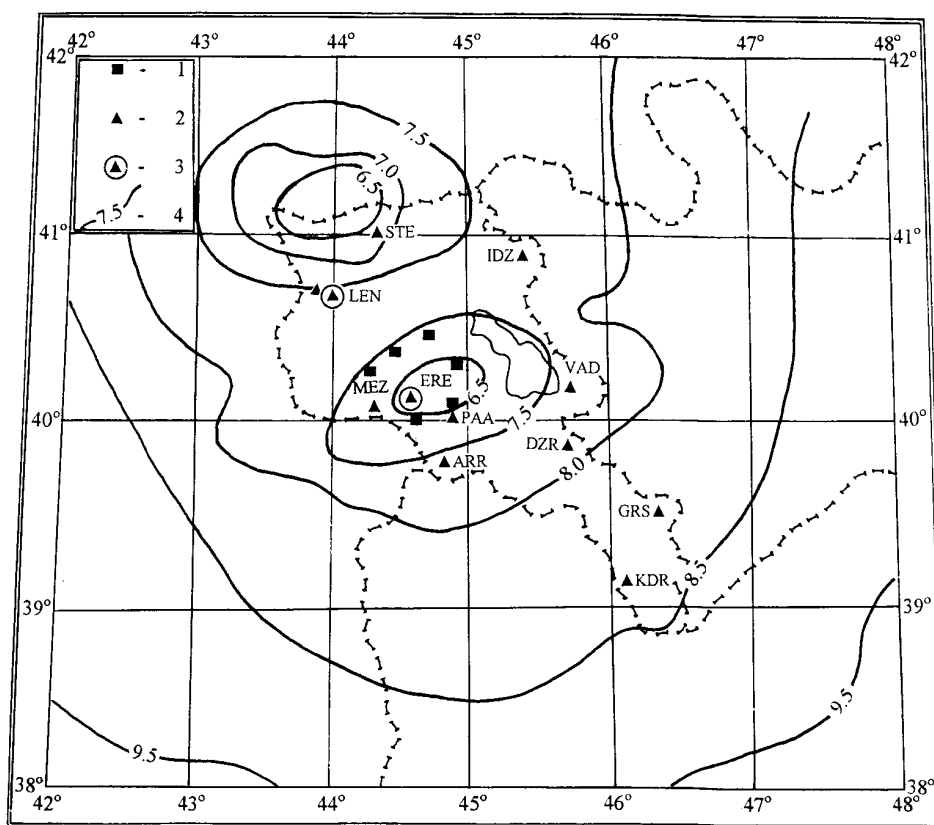 42° 43° 44° 45° 46° 47° 48°
42° 42°
■ - 1
▲ - 2
- 3
7.5 - 4
7.5
7.0
6.5
41° 41°
STE
IDZ
LEN
VAD
MEZ ERE
6.5
40° 40°
PAA
7.5
DZR
ARR
8.0
GRS
8.5
KDR
39° 39°
9.5
9.5
38° 38°
42° 43° 44° 45° 46° 47° 48°